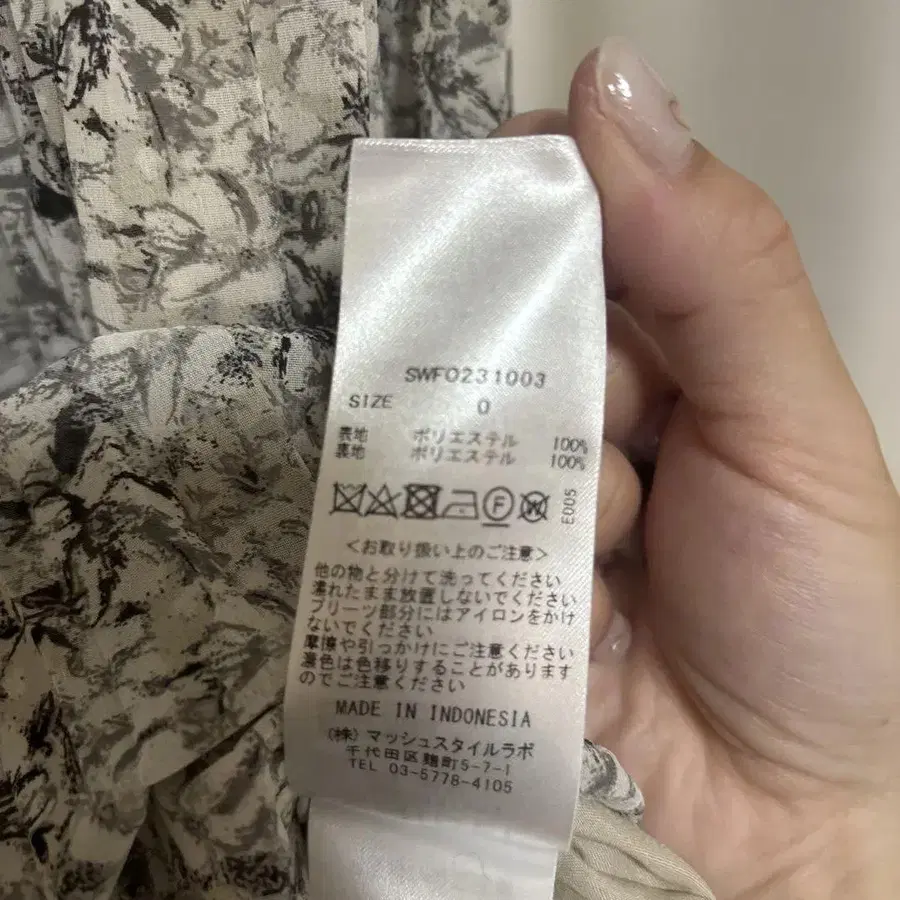 SWFO231003
SIZE 0
表地 ポリエステル 100%
裏地 ポリエステル 100%
F W E005
<お取り扱い上のご注意>
他の物と分けて洗ってください
濡れたまま放置しないでください
プリーツ部分にはアイロンをかけ
ないでください
摩擦や引っかけにご注意ください
濃色は色移りすることがあります
のでご注意ください
MADE IN INDONESIA
(株)マッシュスタイルラボ
千代田区麹町5-7-1
TEL 03-5778-4105